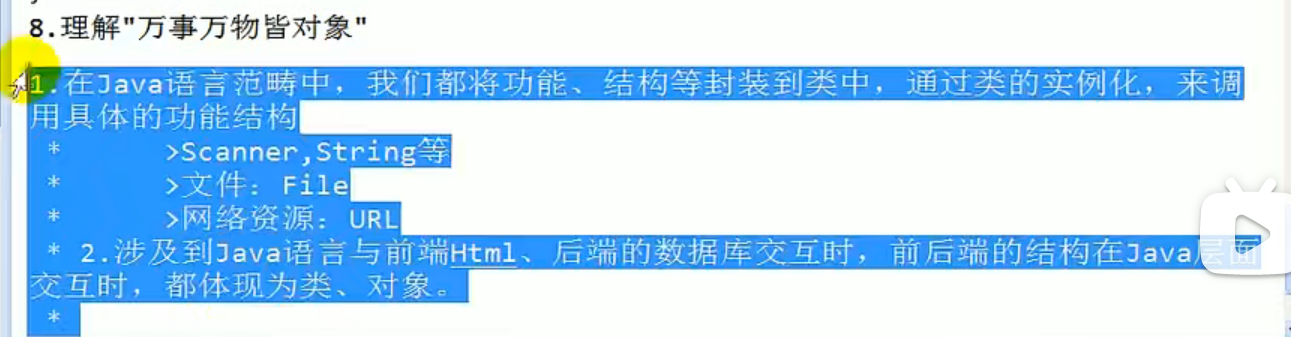 8.理解"万事万物皆对象"
1.在Java语言范畴中，我们都将功能、结构等封装到类中，通过类的实例化，来调
用具体的功能结构
*      >Scanner,String等
*      >文件：File
*      >网络资源：URL
* 2.涉及到Java语言与前端Html、后端的数据库交互时，前后端的结构在Java层面
交互时，都体现为类、对象。
*